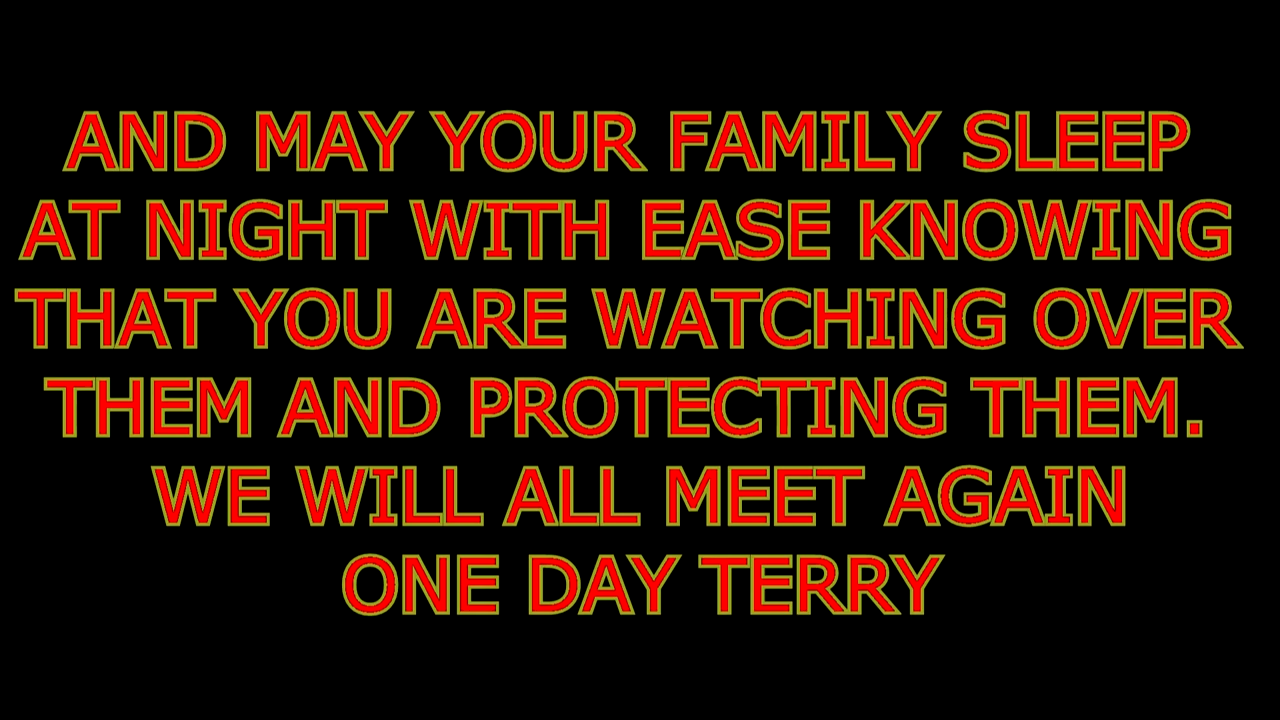 AND MAY YOUR FAMILY SLEEP
AT NIGHT WITH EASE KNOWING
THAT YOU ARE WATCHING OVER
THEM AND PROTECTING THEM.
WE WILL ALL MEET AGAIN
ONE DAY TERRY